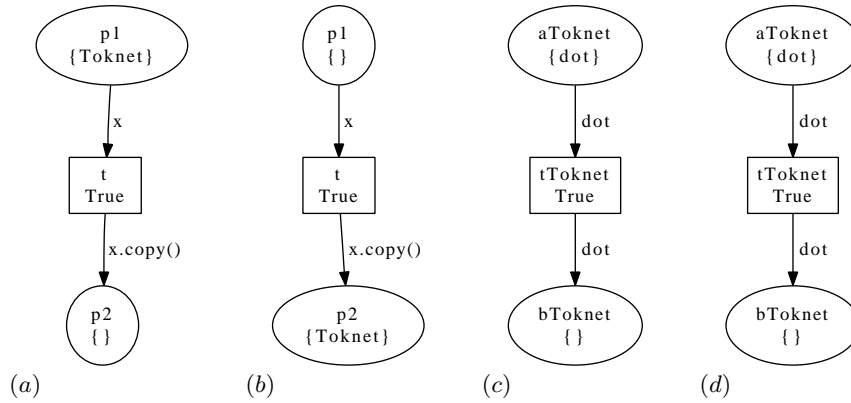 p1
{Toknet}
x
t
True
x.copy()
p2
{ }
(a)
p1
{ }
x
t
True
x.copy()
p2
{Toknet}
(b)
aToknet
{dot}
dot
tToknet
True
dot
bToknet
{ }
(c)
aToknet
{dot}
dot
tToknet
True
dot
bToknet
{ }
(d)